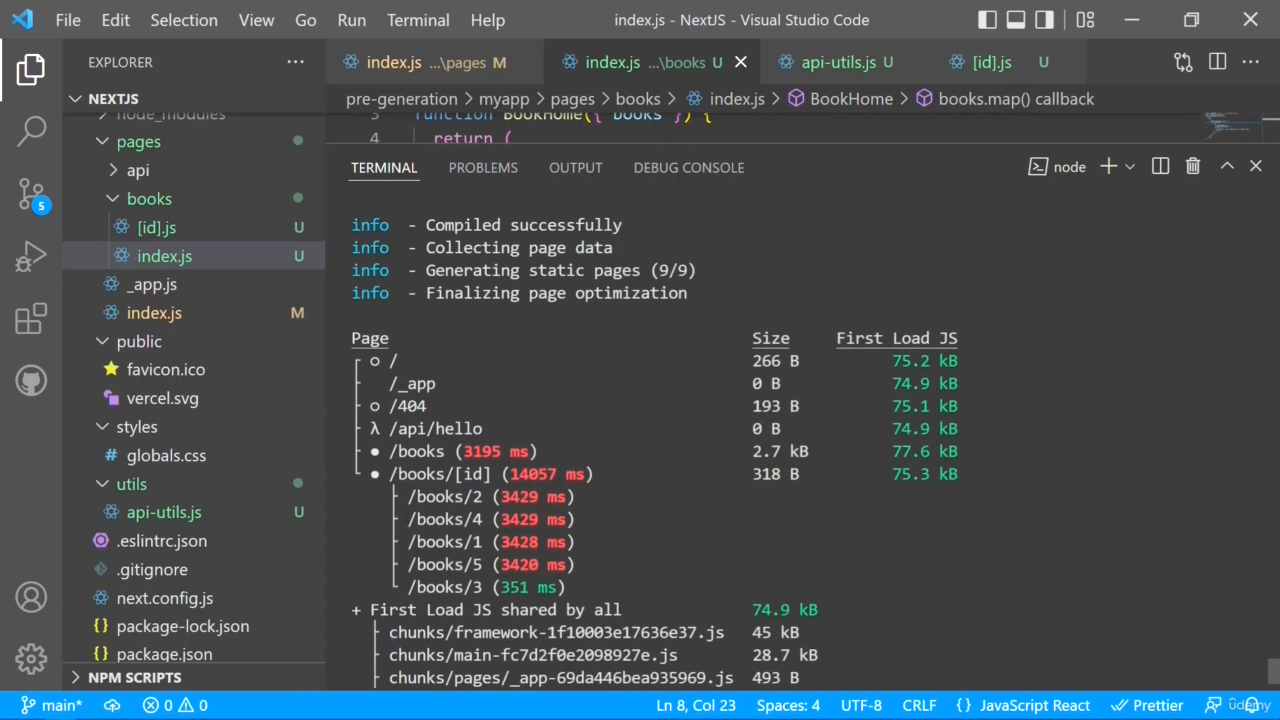 File Edit Selection View Go Run Terminal Help
index.js - NextJS - Visual Studio Code
EXPLORER
index.js ...\pages M
index.js ...\books U
api-utils.js U
[id].js U
NEXTJS
pre-generation > myapp > pages > books > index.js > BookHome > books.map() callback
node_modules
pages
api
books
[id].js U
index.js U
_app.js
index.js M
public
favicon.ico
vercel.svg
styles
# globals.css
utils
api-utils.js U
.eslintrc.json
.gitignore
next.config.js
{} package-lock.json
{} package.json
NPM SCRIPTS
5
3 function BookHome({ books }) {
4 return (
TERMINAL PROBLEMS OUTPUT DEBUG CONSOLE
node
info - Compiled successfully
info - Collecting page data
info - Generating static pages (9/9)
info - Finalizing page optimization
Page Size First Load JS
┌ ○ / 266 B 75.2 kB
├ /_app 0 B 74.9 kB
├ ○ /404 193 B 75.1 kB
├ λ /api/hello 0 B 74.9 kB
├ ● /books (3195 ms) 2.7 kB 77.6 kB
└ ● /books/[id] (14057 ms) 318 B 75.3 kB
├ /books/2 (3429 ms)
├ /books/4 (3429 ms)
├ /books/1 (3428 ms)
├ /books/5 (3420 ms)
└ /books/3 (351 ms)
+ First Load JS shared by all 74.9 kB
├ chunks/framework-1f10003e17636e37.js 45 kB
├ chunks/main-fc7d2f0e2098927e.js 28.7 kB
├ chunks/pages/_app-69da446bea935969.js 493 B
main* 0 0
Ln 8, Col 23 Spaces: 4 UTF-8 CRLF {} JavaScript React Prettier
udemy